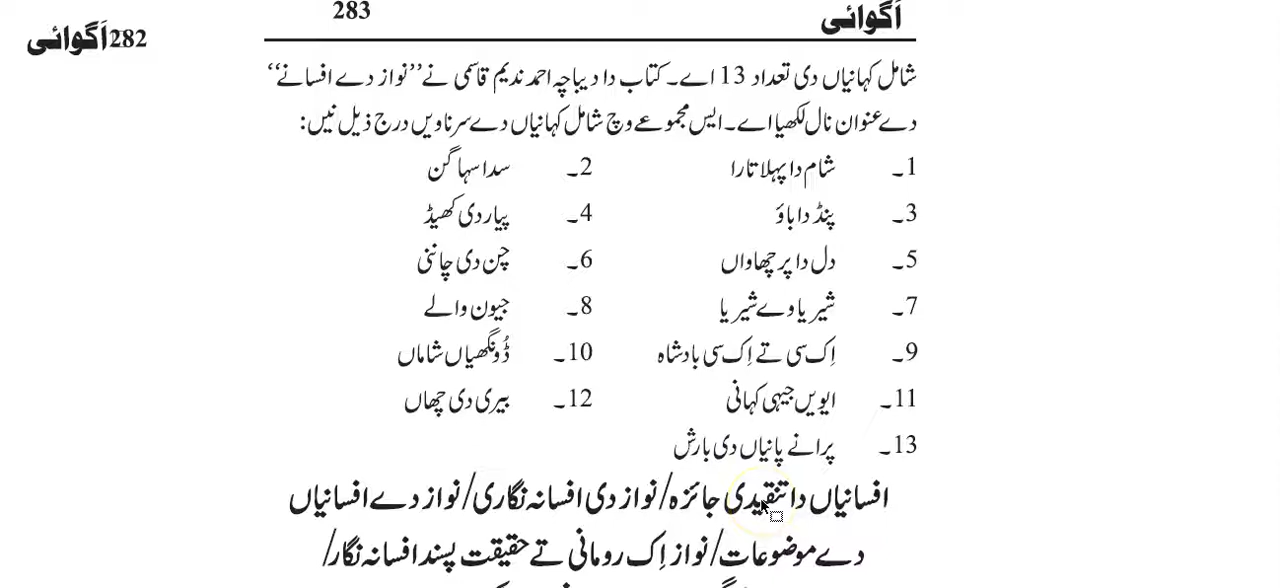 اَگوائی 283
282 اَگوائی
شامل کہانیاں دی تعداد 13 اے۔ کتاب دا دیباچہ احمد ندیم قاسمی نے ’’نواز دے افسانے‘‘
دے عنوان نال لکھیا اے۔ ایس مجموعے وچ شامل کہانیاں دے سرناویں درج ذیل نیں:
1۔ شام دا پہلا تارا 2۔ سدا سہاگن
3۔ پنڈ دا باؤ 4۔ پیار دی کھیڈ
5۔ دل دا پرچھاواں 6۔ چن دی چاننی
7۔ شیریا وے شیریا 8۔ جیون والے
9۔ اِک سی تے اِک سی بادشاہ 10۔ ڈُونگھیاں شاماں
11۔ ایویں جیہی کہانی 12۔ بیری دی چھاں
13۔ پرانے پانیاں دی بارش
افسانیاں دا تنقیدی جائزہ/نواز دی افسانہ نگاری/نواز دے افسانیاں
دے موضوعات/نواز اِک رومانی تے حقیقت پسند افسانہ نگار/